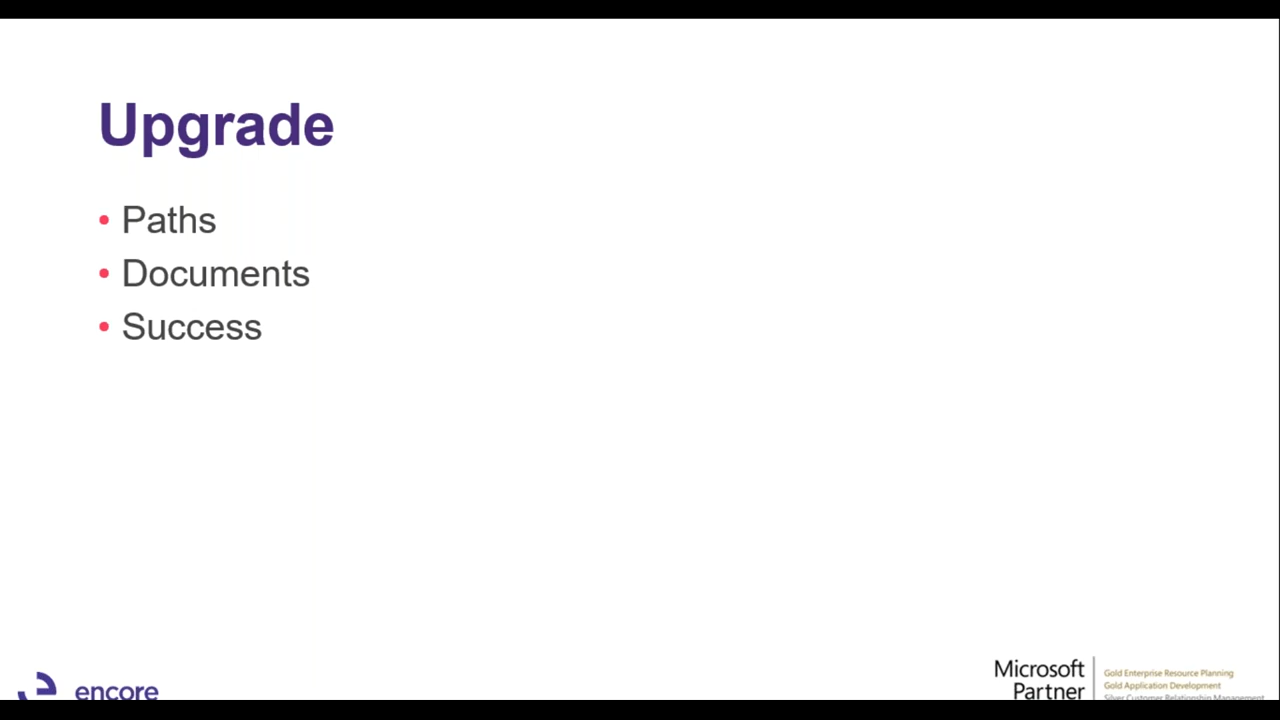 Upgrade
• Paths
• Documents
• Success
encore
Microsoft
Partner
Gold Enterprise Resource Planning
Gold Application Development
Silver Customer Relationship Management